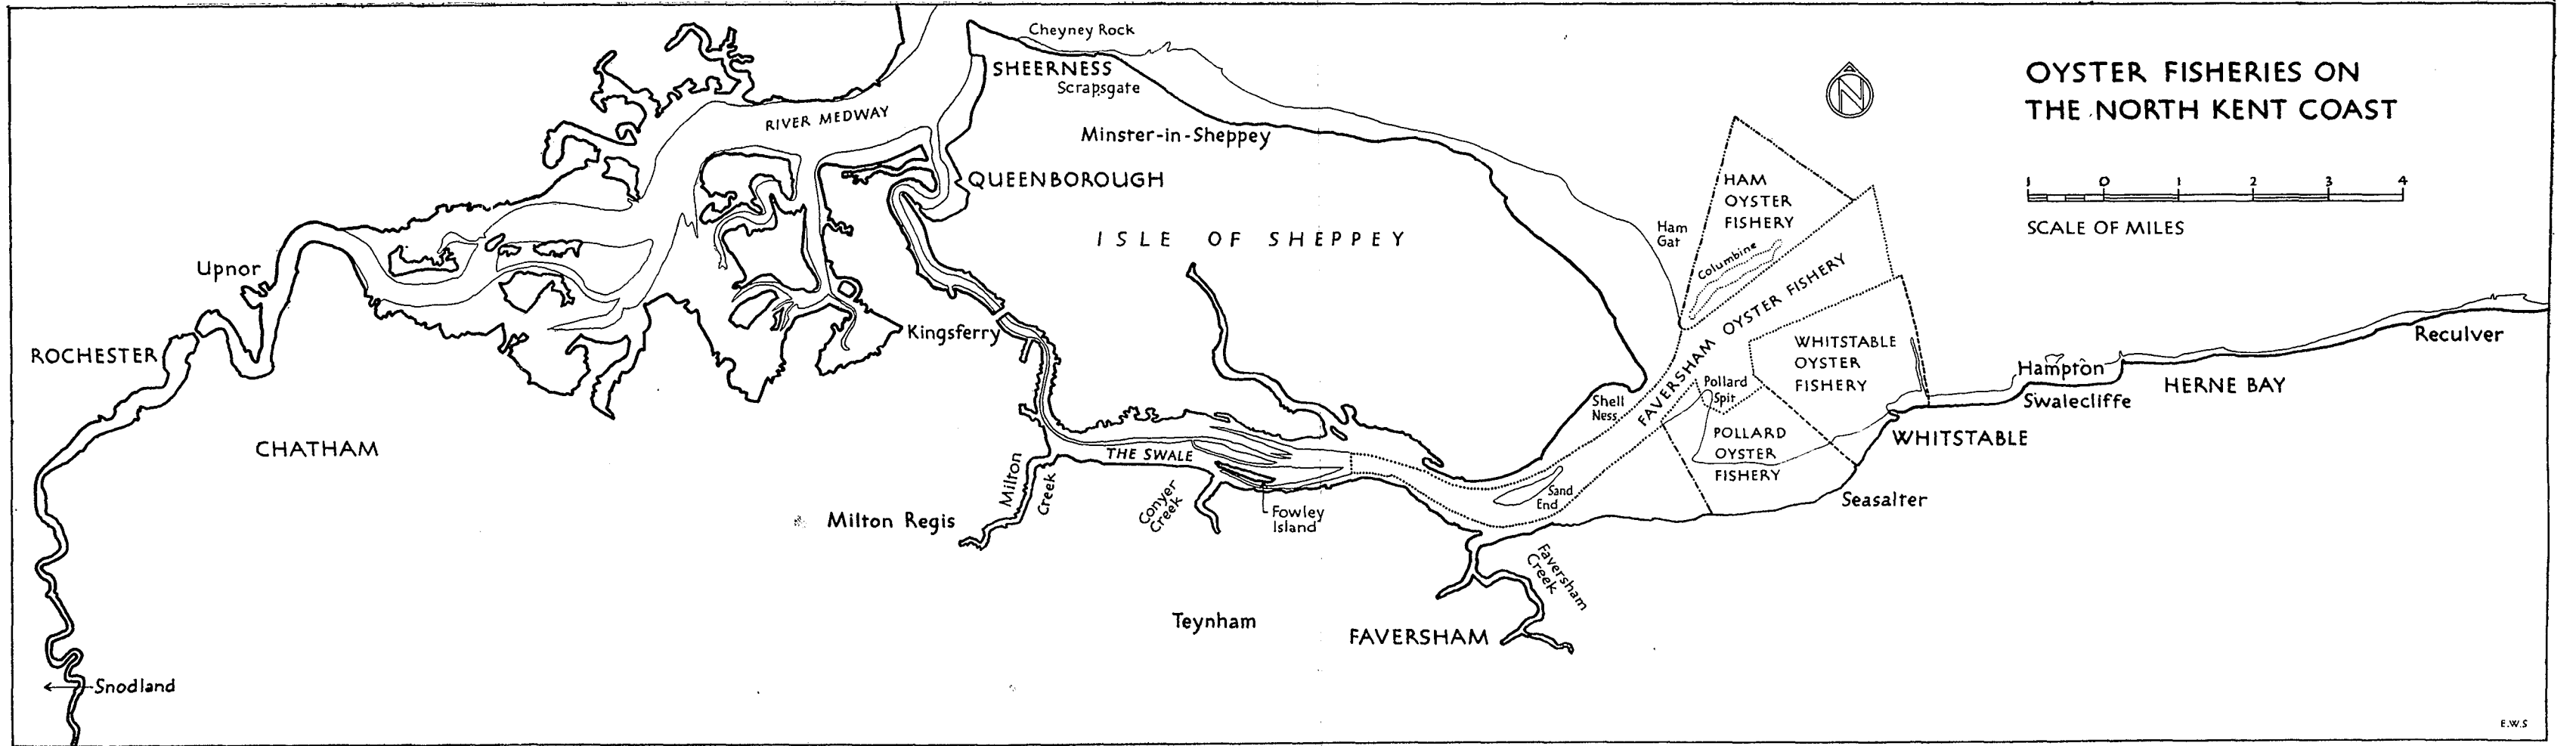 Cheyney Rock
SHEERNESS
Scrapsgate
RIVER MEDWAY
Minster-in-Sheppey
QUEENBOROUGH
ISLE OF SHEPPEY
N
OYSTER FISHERIES ON
THE NORTH KENT COAST
1 0 1 2 3 4
SCALE OF MILES
HAM
OYSTER
FISHERY
Ham
Gat
Columbine
FAVERSHAM OYSTER FISHERY
WHITSTABLE
OYSTER
FISHERY
Pollard
Spit
POLLARD
OYSTER
FISHERY
Shell
Ness
Sand
End
Upnor
ROCHESTER
CHATHAM
Kingsferry
THE SWALE
Milton
Creek
Conyer
Creek
Fowley
Island
Milton Regis
Teynham
FAVERSHAM
Faversham
Creek
Seasalter
WHITSTABLE
Swalecliffe
Hampton
HERNE BAY
Reculver
Snodland
E.W.S